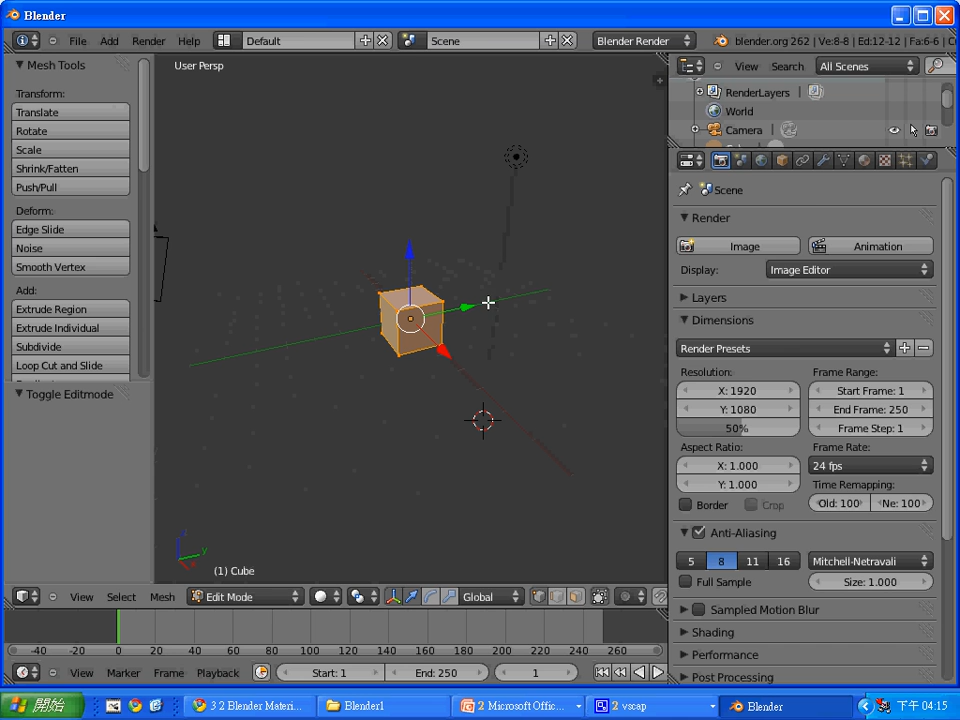 Blender
File Add Render Help Default Scene Blender Render blender.org 262 | Ve:8-8 | Ed:12-12 | Fa:6-6 |
Mesh Tools
Transform:
Translate
Rotate
Scale
Shrink/Fatten
Push/Pull
Deform:
Edge Slide
Noise
Smooth Vertex
Add:
Extrude Region
Extrude Individual
Subdivide
Loop Cut and Slide
Toggle Editmode
User Persp
z
y
(1) Cube
View Search All Scenes
RenderLayers |
World
Camera |
Scene
Render
Image Animation
Display: Image Editor
Layers
Dimensions
Render Presets
Resolution: Frame Range:
X: 1920 Start Frame: 1
Y: 1080 End Frame: 250
50% Frame Step: 1
Aspect Ratio: Frame Rate:
X: 1.000 24 fps
Y: 1.000 Time Remapping:
Border Crop Old: 100 Ne: 100
Anti-Aliasing
5 8 11 16 Mitchell-Netravali
Full Sample Size: 1.000
Sampled Motion Blur
Shading
Performance
Post Processing
View Select Mesh Edit Mode Global
-40 -20 0 20 40 60 80 100 120 140 160 180 200 220 240 260
View Marker Frame Playback Start: 1 End: 250 1
開始 3 2 Blender Materi... Blender1 2 Microsoft Offic... 2 vscap Blender 下午 04:15